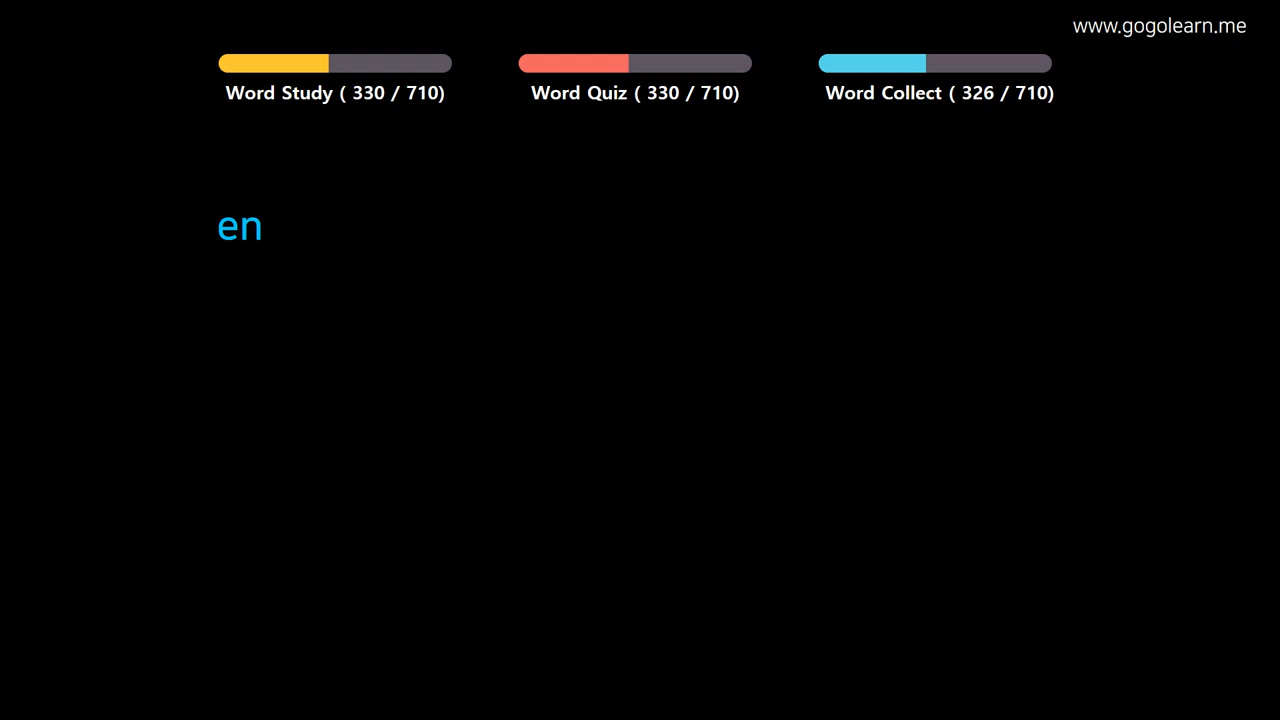 www.gogolearn.me
Word Study ( 330 / 710)
Word Quiz ( 330 / 710)
Word Collect ( 326 / 710)
en